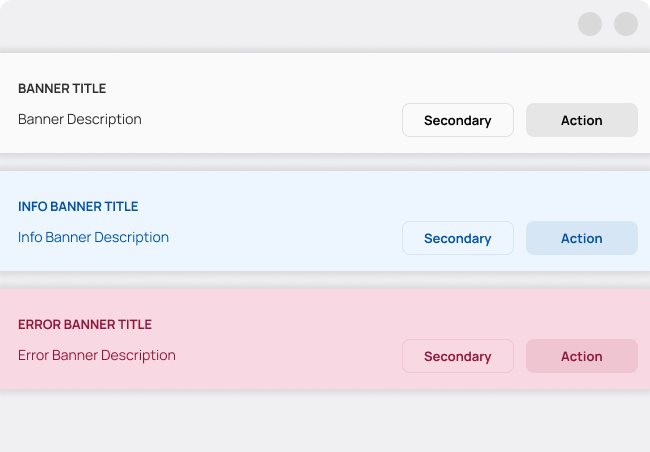 BANNER TITLE
Banner Description
Secondary
Action
INFO BANNER TITLE
Info Banner Description
Secondary
Action
ERROR BANNER TITLE
Error Banner Description
Secondary
Action